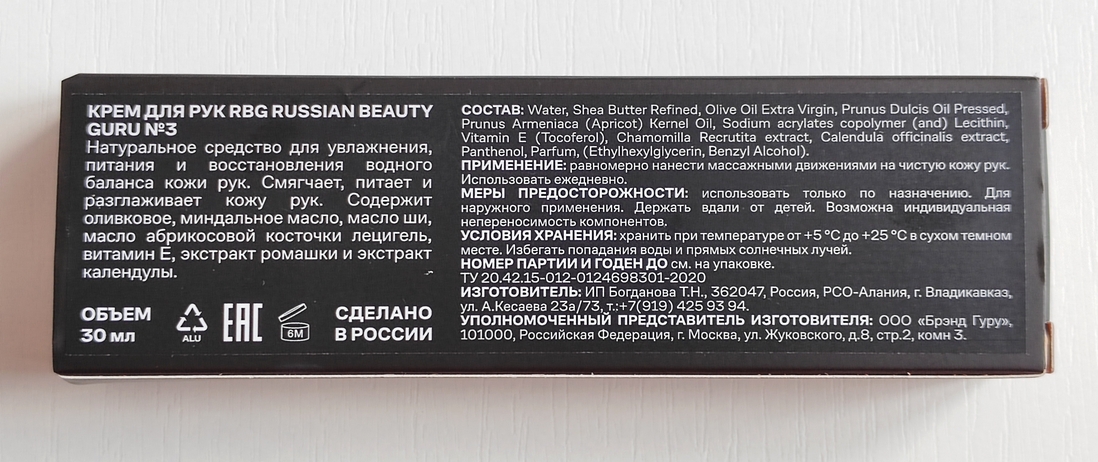 КРЕМ ДЛЯ РУК RBG RUSSIAN BEAUTY
GURU №3
Натуральное средство для увлажнения,
питания и восстановления водного
баланса кожи рук. Смягчает, питает и
разглаживает кожу рук. Содержит
оливковое, миндальное масло, масло ши,
масло абрикосовой косточки лецигель,
витамин Е, экстракт ромашки и экстракт
календулы.
ОБЪЕМ
30 мл
ALU
EAC
6M
СДЕЛАНО
В РОССИИ
СОСТАВ: Water, Shea Butter Refined, Olive Oil Extra Virgin, Prunus Dulcis Oil Pressed,
Prunus Armeniaca (Apricot) Kernel Oil, Sodium acrylates copolymer (and) Lecithin,
Vitamin E (Tocoferol), Chamomilla Recrutita extract, Calendula officinalis extract,
Panthenol, Parfum, (Ethylhexylglycerin, Benzyl Alcohol).
ПРИМЕНЕНИЕ: равномерно нанести массажными движениями на чистую кожу рук.
Использовать ежедневно.
МЕРЫ ПРЕДОСТОРОЖНОСТИ: использовать только по назначению. Для
наружного применения. Держать вдали от детей. Возможна индивидуальная
непереносимость компонентов.
УСЛОВИЯ ХРАНЕНИЯ: хранить при температуре от +5 °С до +25 °С в сухом темном
месте. Избегать попадания воды и прямых солнечных лучей.
НОМЕР ПАРТИИ И ГОДЕН ДО см. на упаковке.
ТУ 20.42.15-012-0124698301-2020
ИЗГОТОВИТЕЛЬ: ИП Богданова Т.Н., 362047, Россия, РСО-Алания, г. Владикавказ,
ул. А.Кесаева 23а/73, т.:+7(919) 425 93 94.
УПОЛНОМОЧЕННЫЙ ПРЕДСТАВИТЕЛЬ ИЗГОТОВИТЕЛЯ: ООО «Брэнд Гуру»,
101000, Российская Федерация, г. Москва, ул. Жуковского, д.8, стр.2, комн 3.